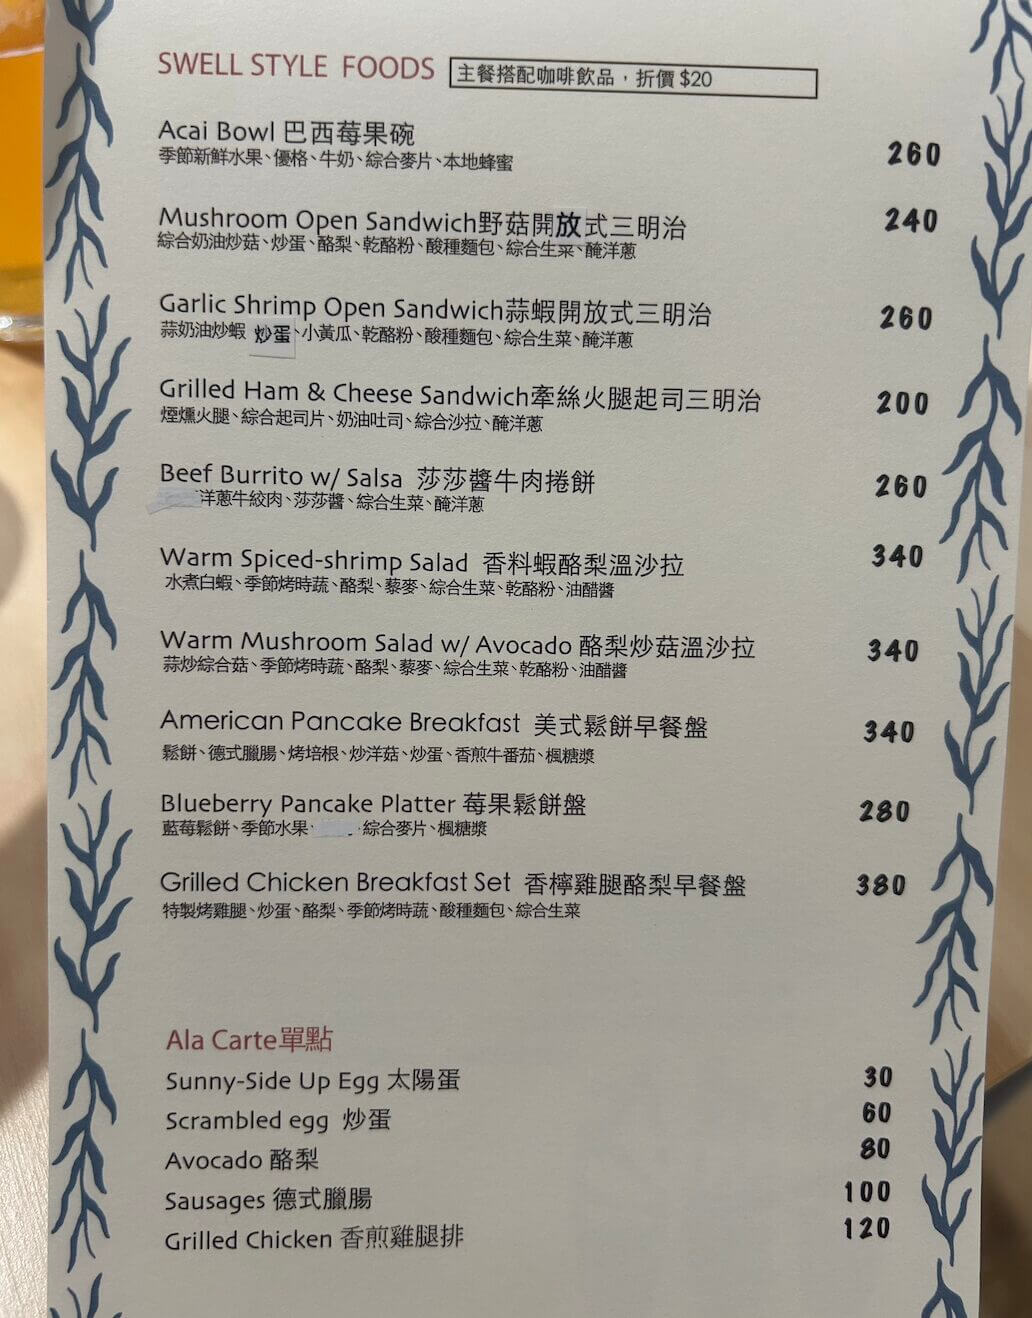 SWELL STYLE FOODS 主餐搭配咖啡飲品，折價 $20
Acai Bowl 巴西莓果碗 260
季節新鮮水果、優格、牛奶、綜合麥片、本地蜂蜜
Mushroom Open Sandwich野菇開放式三明治 240
綜合奶油炒菇、炒蛋、酪梨、乾酪粉、酸種麵包、綜合生菜、醃洋蔥
Garlic Shrimp Open Sandwich蒜蝦開放式三明治 260
蒜奶油炒蝦 炒蛋、小黃瓜、乾酪粉、酸種麵包、綜合生菜、醃洋蔥
Grilled Ham & Cheese Sandwich牽絲火腿起司三明治 200
煙燻火腿、綜合起司片、奶油吐司、綜合沙拉、醃洋蔥
Beef Burrito w/ Salsa 莎莎醬牛肉捲餅 260
洋蔥牛絞肉、莎莎醬、綜合生菜、醃洋蔥
Warm Spiced-shrimp Salad 香料蝦酪梨溫沙拉 340
水煮白蝦、季節烤時蔬、酪梨、藜麥、綜合生菜、乾酪粉、油醋醬
Warm Mushroom Salad w/ Avocado 酪梨炒菇溫沙拉 340
蒜炒綜合菇、季節烤時蔬、酪梨、藜麥、綜合生菜、乾酪粉、油醋醬
American Pancake Breakfast 美式鬆餅早餐盤 340
鬆餅、德式臘腸、烤培根、炒洋菇、炒蛋、香煎牛番茄、楓糖漿
Blueberry Pancake Platter 莓果鬆餅盤 280
藍莓鬆餅、季節水果、綜合麥片、楓糖漿
Grilled Chicken Breakfast Set 香檸雞腿酪梨早餐盤 380
特製烤雞腿、炒蛋、酪梨、季節烤時蔬、酸種麵包、綜合生菜
Ala Carte單點
Sunny-Side Up Egg 太陽蛋 30
Scrambled egg 炒蛋 60
Avocado 酪梨 80
Sausages 德式臘腸 100
Grilled Chicken 香煎雞腿排 120